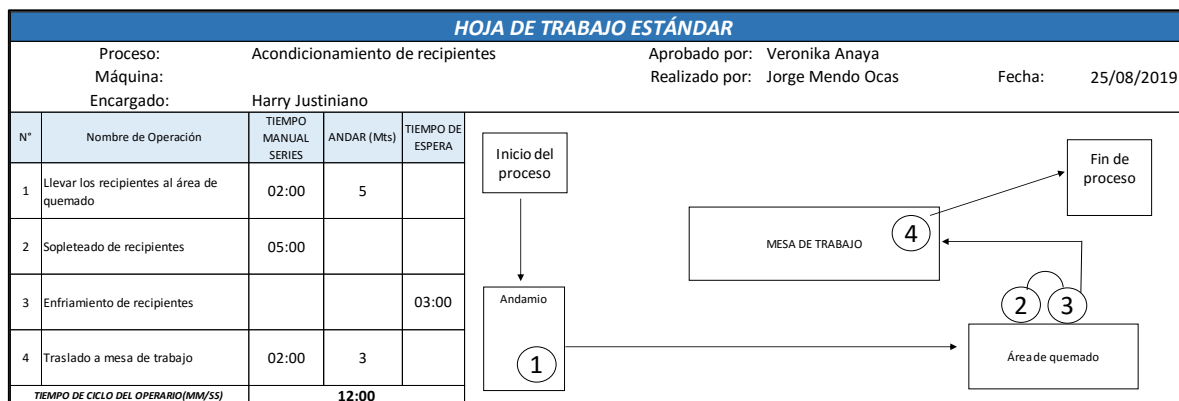 HOJA DE TRABAJO ESTÁNDAR
Proceso: Acondicionamiento de recipientes Aprobado por: Veronika Anaya
Máquina: Realizado por: Jorge Mendo Ocas Fecha: 25/08/2019
Encargado: Harry Justiniano
N° Nombre de Operación TIEMPO MANUAL SERIES ANDAR (Mts) TIEMPO DE ESPERA
1 Llevar los recipientes al área de quemado 02:00 5
2 Sopleteado de recipientes 05:00
3 Enfriamiento de recipientes 03:00
4 Traslado a mesa de trabajo 02:00 3
TIEMPO DE CICLO DEL OPERARIO(MM/SS) 12:00
Inicio del
proceso
Fin de
proceso
MESA DE TRABAJO 4
Andamio
1
2 3
Área de quemado